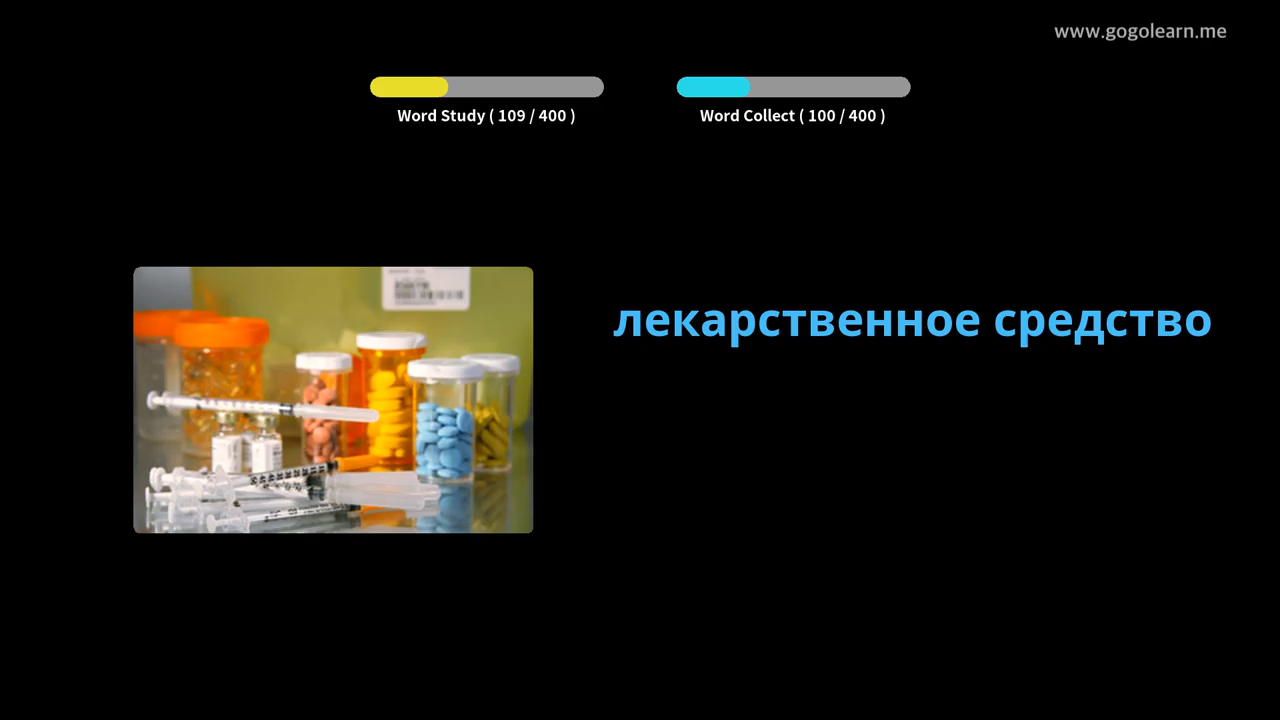 www.gogolearn.me
Word Study ( 109 / 400 )
Word Collect ( 100 / 400 )
лекарственное средство